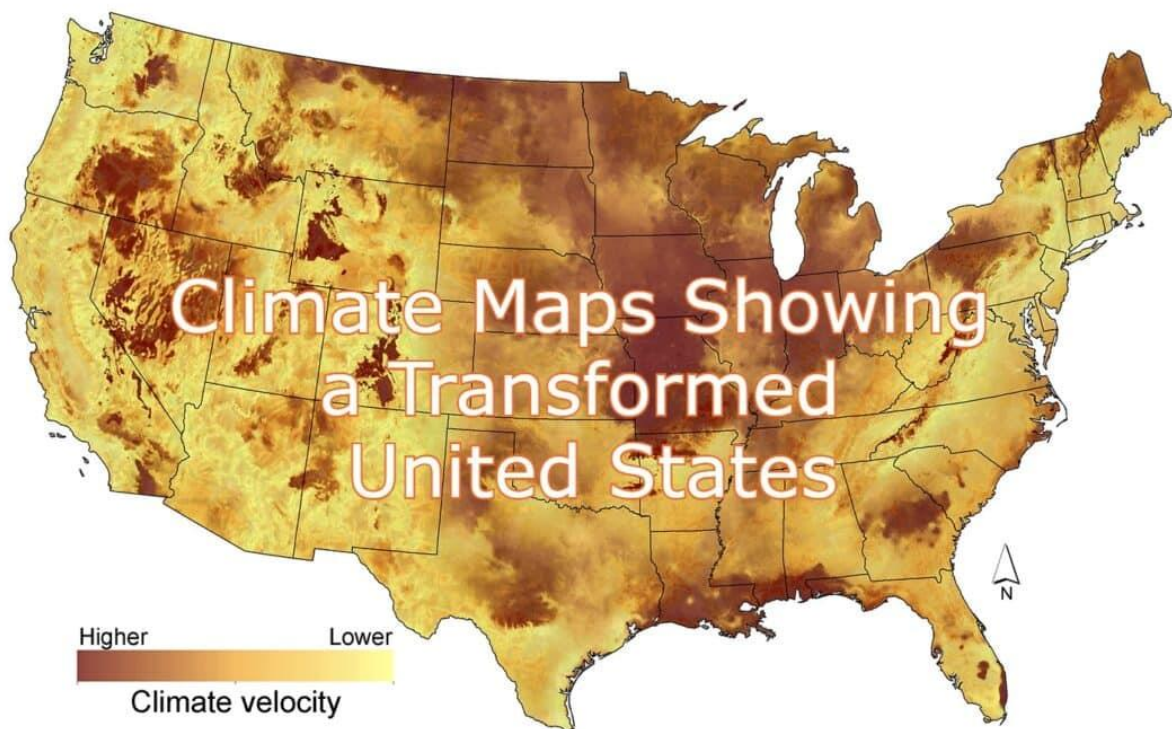 Climate Maps Showing
a Transformed
United States
N
Higher Lower
Climate velocity